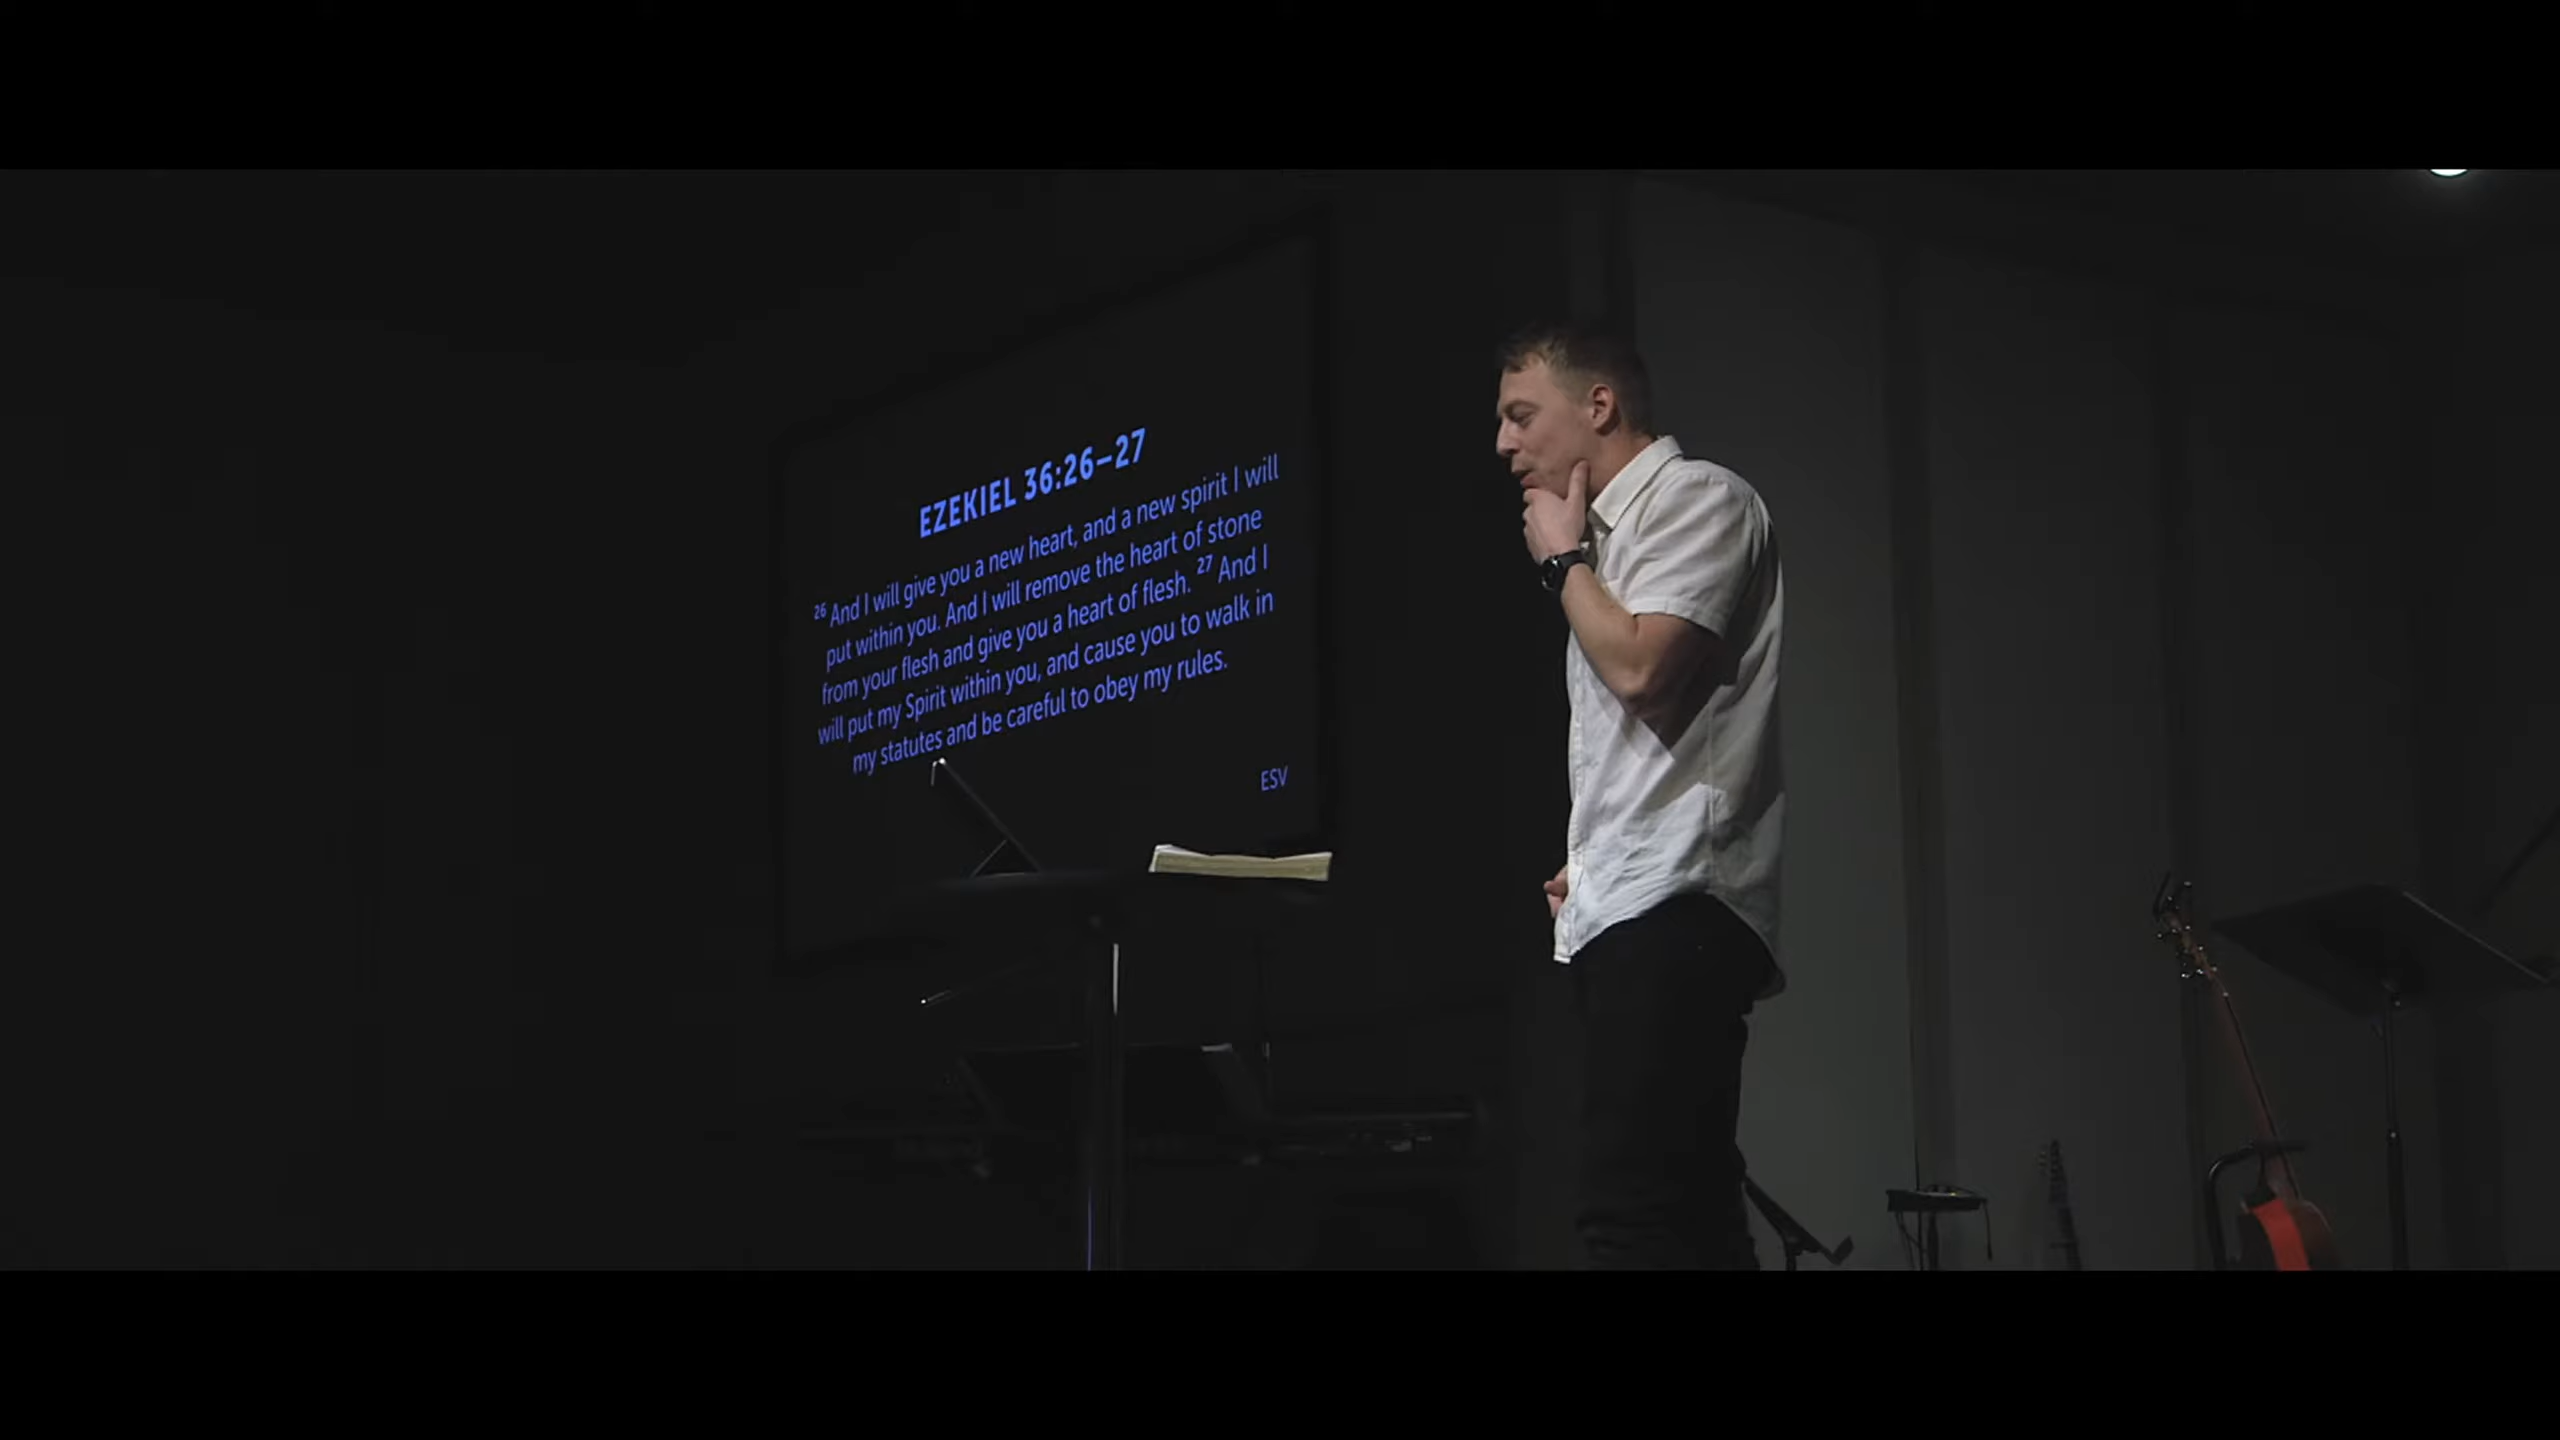 EZEKIEL 36:26–27
26 And I will give you a new heart, and a new spirit I will
put within you. And I will remove the heart of stone
from your flesh and give you a heart of flesh. 27 And I
will put my Spirit within you, and cause you to walk in
my statutes and be careful to obey my rules.
ESV